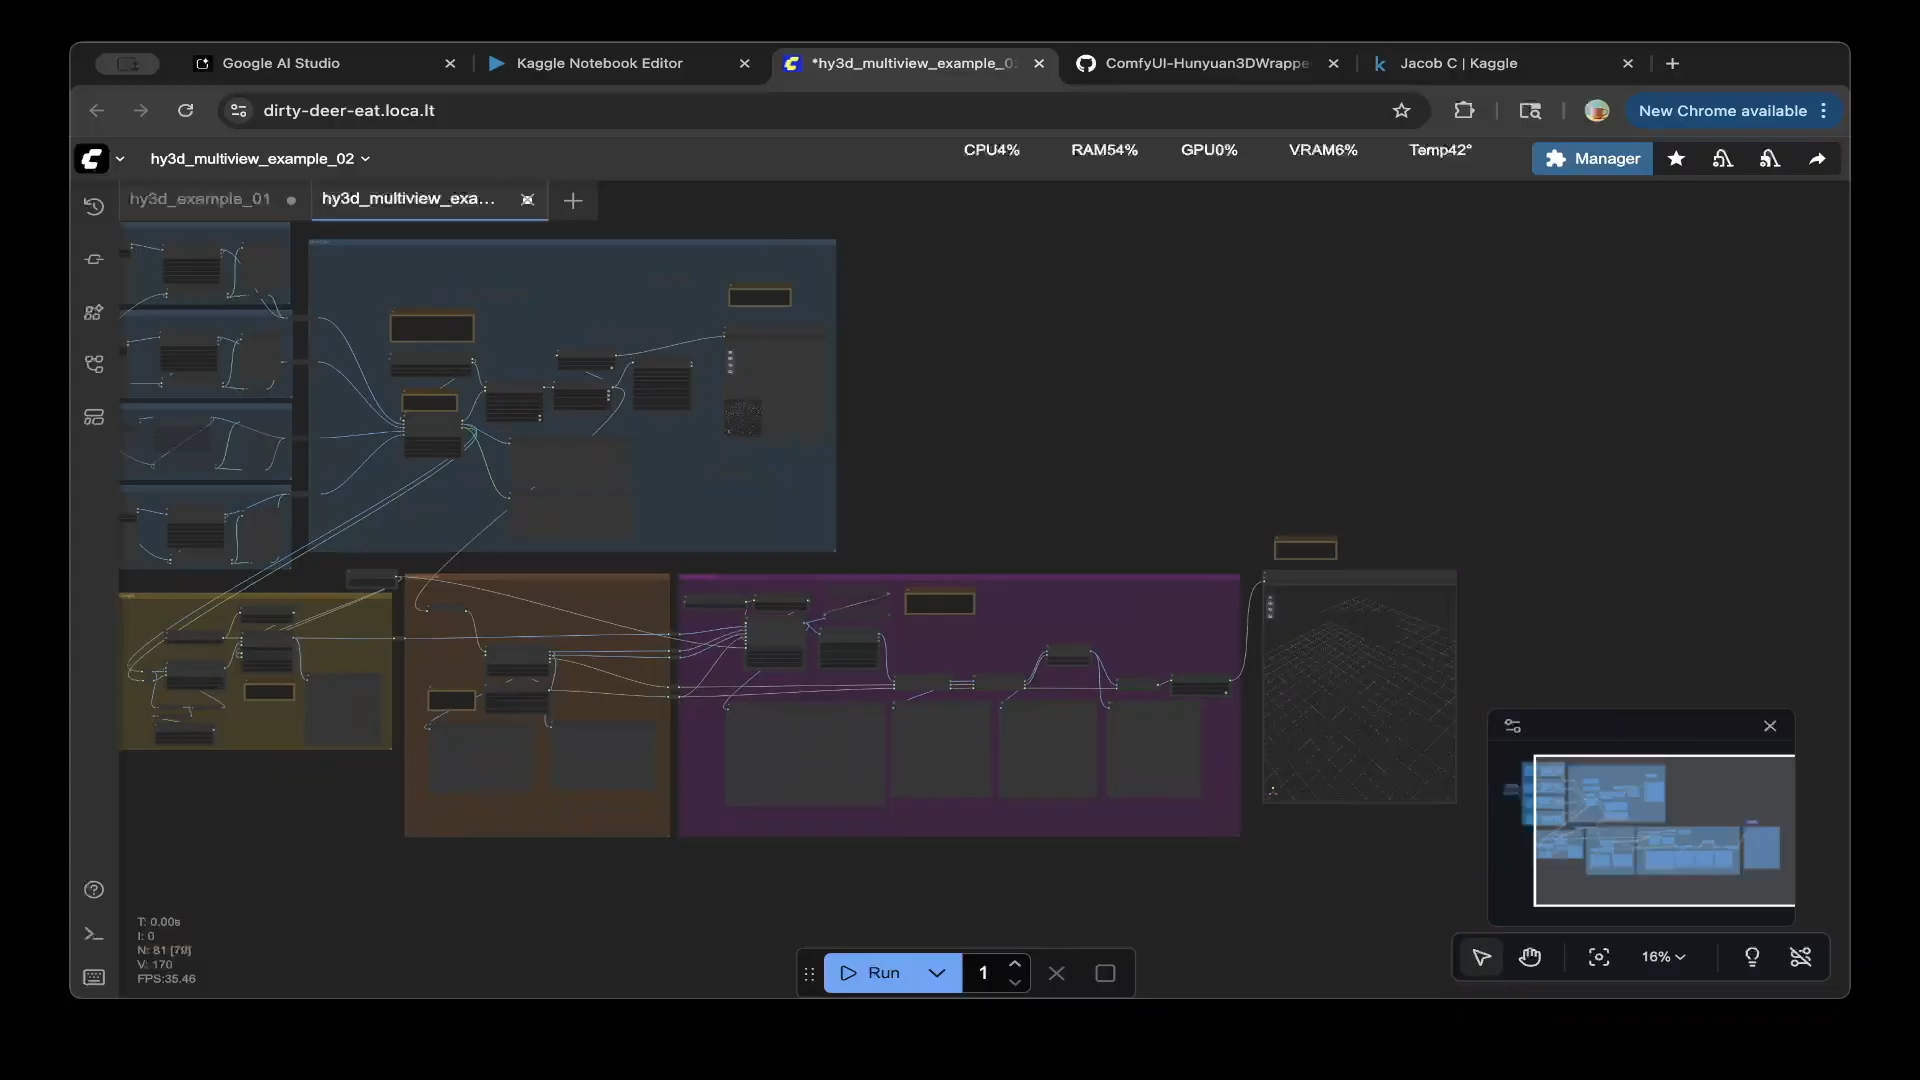 Google AI Studio
Kaggle Notebook Editor
*hy3d_multiview_example_0
ComfyUI-Hunyuan3DWrappe
Jacob C | Kaggle
dirty-deer-eat.loca.lt
New Chrome available
hy3d_multiview_example_02
CPU4%
RAM54%
GPU0%
VRAM6%
Temp42°
Manager
hy3d_example_01
hy3d_multiview_exa...
T: 0.00s
I: 0
N: 81 [79]
V: 170
FPS:35.46
Run
1
16%